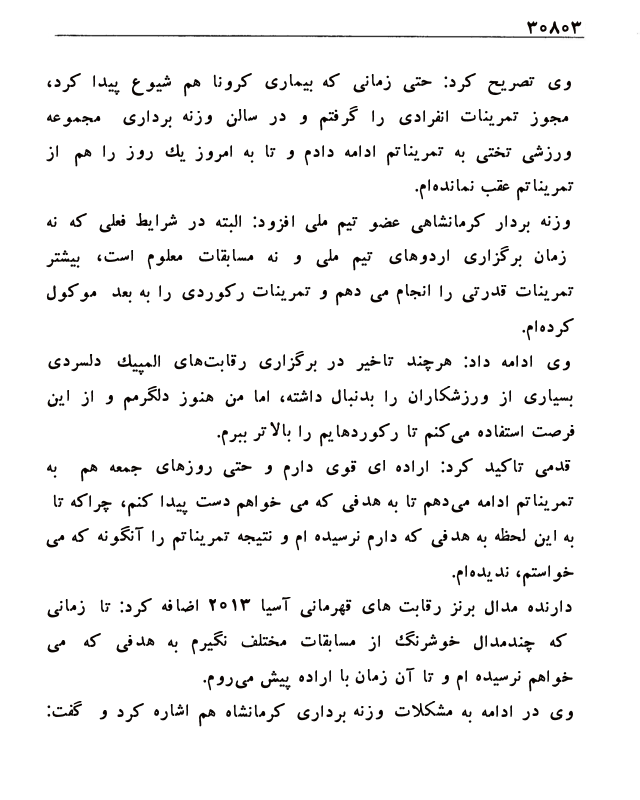 ۳۰۸۰۳
وی تصریح کرد: حتی زمانی که بیماری کرونا هم شیوع پیدا کرد،
مجوز تمرینات انفرادی را گرفتم و در سالن وزنه برداری مجموعه
ورزشی تختی به تمریناتم ادامه دادم و تا به امروز یك روز را هم از
تمریناتم عقب نمانده‌ام.
وزنه بردار کرمانشاهی عضو تیم ملی افزود: البته در شرایط فعلی که نه
زمان برگزاری اردوهای تیم ملی و نه مسابقات معلوم است، بیشتر
تمرینات قدرتی را انجام می دهم و تمرینات رکوردی را به بعد موکول
کرده‌ام.
وی ادامه داد: هرچند تاخیر در برگزاری رقابت‌های المپیك دلسردی
بسیاری از ورزشکاران را بدنبال داشته، اما من هنوز دلگرمم و از این
فرصت استفاده می‌کنم تا رکوردهایم را بالاتر ببرم.
قدمی تاکید کرد: اراده ای قوی دارم و حتی روزهای جمعه هم به
تمریناتم ادامه می‌دهم تا به هدفی که می خواهم دست پیدا کنم، چراکه تا
به این لحظه به هدفی که دارم نرسیده ام و نتیجه تمریناتم را آنگونه که می
خواستم، ندیده‌ام.
دارنده مدال برنز رقابت های قهرمانی آسیا ۲۰۱۳ اضافه کرد: تا زمانی
که چندمدال خوشرنگ از مسابقات مختلف نگیرم به هدفی که می
خواهم نرسیده ام و تا آن زمان با اراده پیش می‌روم.
وی در ادامه به مشکلات وزنه برداری کرمانشاه هم اشاره کرد و گفت: